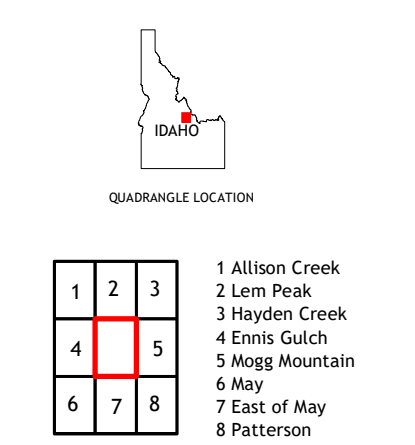 IDAHO
QUADRANGLE LOCATION
1 2 3
4 5
6 7 8
1 Allison Creek
2 Lem Peak
3 Hayden Creek
4 Ennis Gulch
5 Mogg Mountain
6 May
7 East of May
8 Patterson